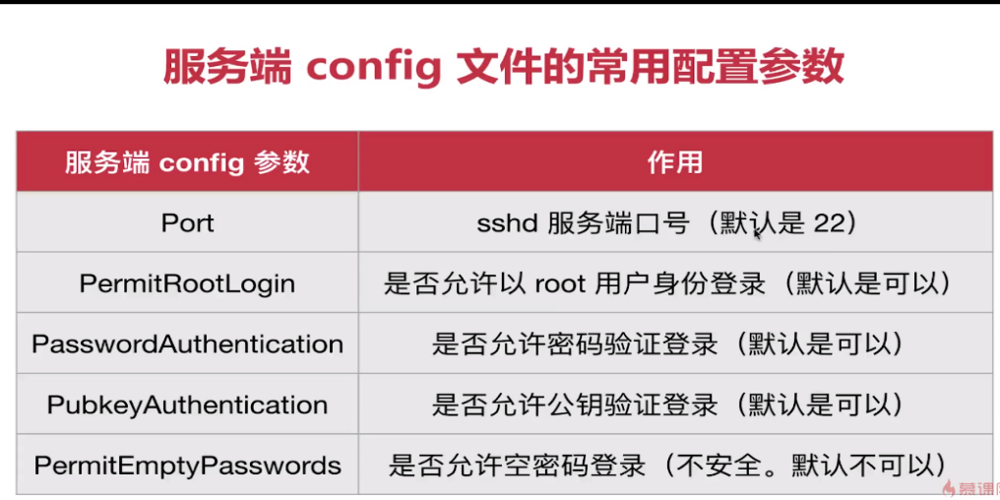 服务端 config 文件的常用配置参数
服务端 config 参数 作用
Port sshd 服务端口号（默认是 22）
PermitRootLogin 是否允许以 root 用户身份登录（默认是可以）
PasswordAuthentication 是否允许密码验证登录（默认是可以）
PubkeyAuthentication 是否允许公钥验证登录（默认是可以）
PermitEmptyPasswords 是否允许空密码登录（不安全。默认不可以）
慕课